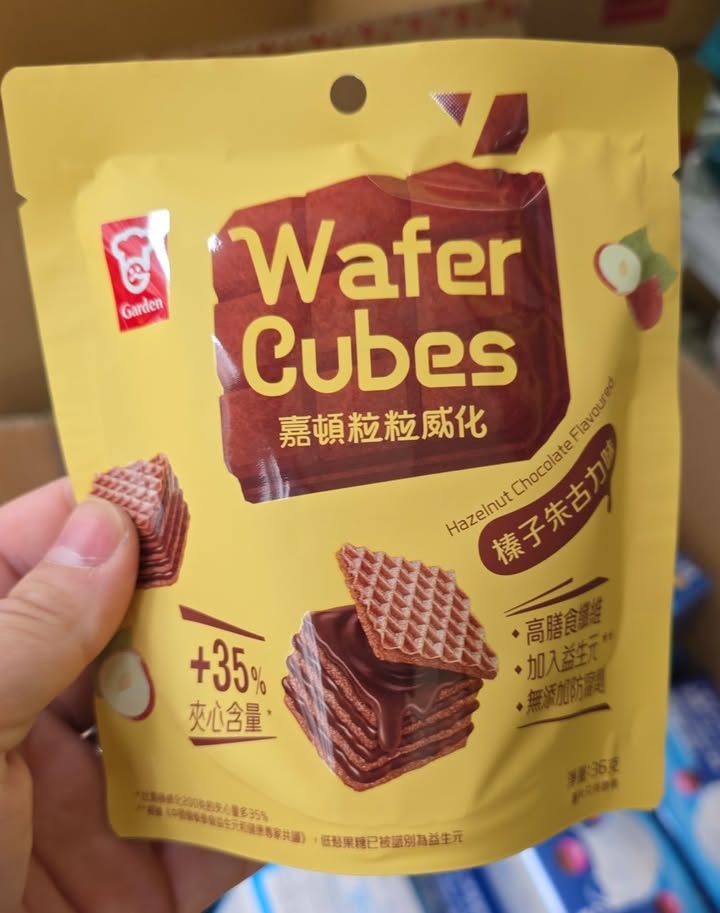 Garden
Wafer
Cubes
嘉頓粒粒威化
Hazelnut Chocolate Flavoured
榛子朱古力味
+35%
夾心含量*
• 高膳食纖維
• 加入益生元**
• 無添加防腐劑
淨重:36克
低聚果糖已被識別為益生元